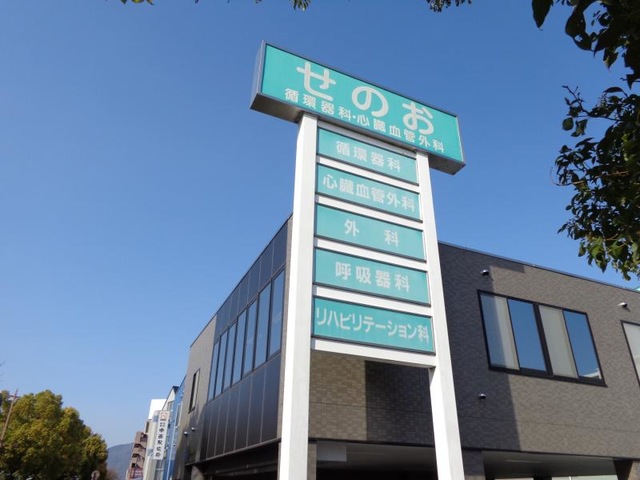 せのお
循環器科・心臓血管外科
循環器科
心臓血管外科
外科
呼吸器科
リハビリテーション科